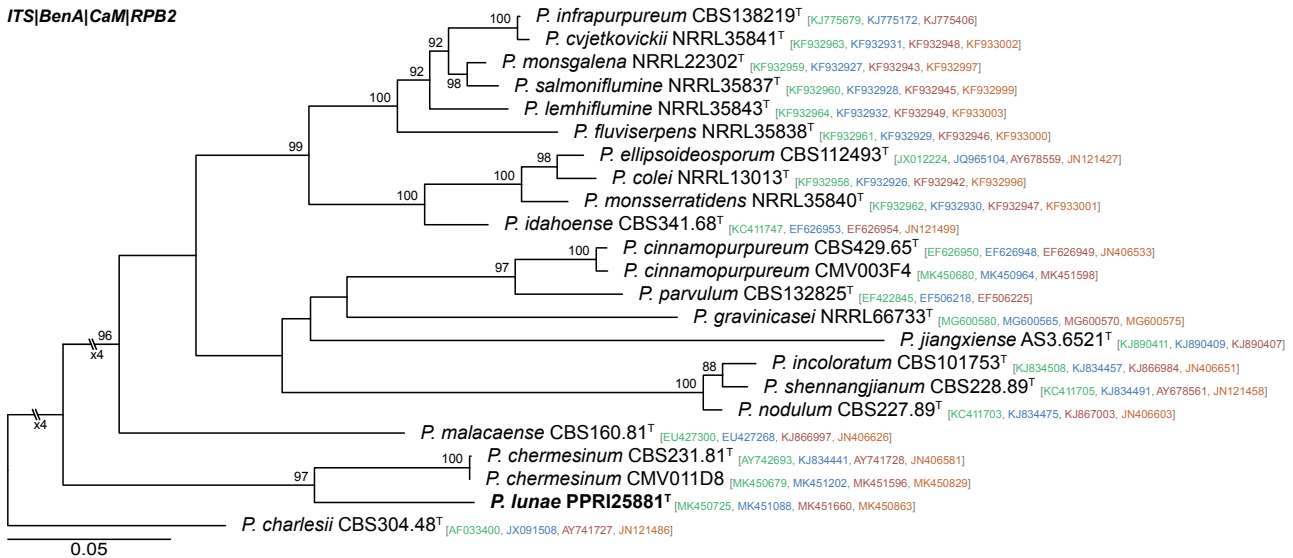 ITS|BenA|CaM|RPB2
P. infrapurpureum CBS138219T [KJ775679, KJ775172, KJ775406]
100
P. cvjetkovickii NRRL35841T [KF932963, KF932931, KF932948, KF933002]
92
P. monsgalena NRRL22302T [KF932959, KF932927, KF932943, KF932997]
92
98
P. salmoniflumine NRRL35837T [KF932960, KF932928, KF932945, KF932999]
100
P. lemhiflumine NRRL35843T [KF932964, KF932932, KF932949, KF933003]
P. fluviserpens NRRL35838T [KF932961, KF932929, KF932946, KF933000]
99
98
P. ellipsoideosporum CBS112493T [JX012224, JQ965104, AY678559, JN121427]
100
P. colei NRRL13013T [KF932958, KF932926, KF932942, KF932996]
100
P. monsserratidens NRRL35840T [KF932962, KF932930, KF932947, KF933001]
P. idahoense CBS341.68T [KC411747, EF626953, EF626954, JN121499]
100
P. cinnamopurpureum CBS429.65T [EF626950, EF626948, EF626949, JN406533]
97
P. cinnamopurpureum CMV003F4 [MK450680, MK450964, MK451598]
P. parvulum CBS132825T [EF422845, EF506218, EF506225]
P. gravinicasei NRRL66733T [MG600580, MG600565, MG600570, MG600575]
96
x4
P. jiangxiense AS3.6521T [KJ890411, KJ890409, KJ890407]
88
P. incoloratum CBS101753T [KJ834508, KJ834457, KJ866984, JN406651]
100
P. shennangjianum CBS228.89T [KC411705, KJ834491, AY678561, JN121458]
P. nodulum CBS227.89T [KC411703, KJ834475, KJ867003, JN406603]
x4
P. malacaense CBS160.81T [EU427300, EU427268, KJ866997, JN406626]
100
P. chermesinum CBS231.81T [AY742693, KJ834441, AY741728, JN406581]
97
P. chermesinum CMV011D8 [MK450679, MK451202, MK451596, MK450829]
P. lunae PPRI25881T [MK450725, MK451088, MK451660, MK450863]
P. charlesii CBS304.48T [AF033400, JX091508, AY741727, JN121486]
0.05